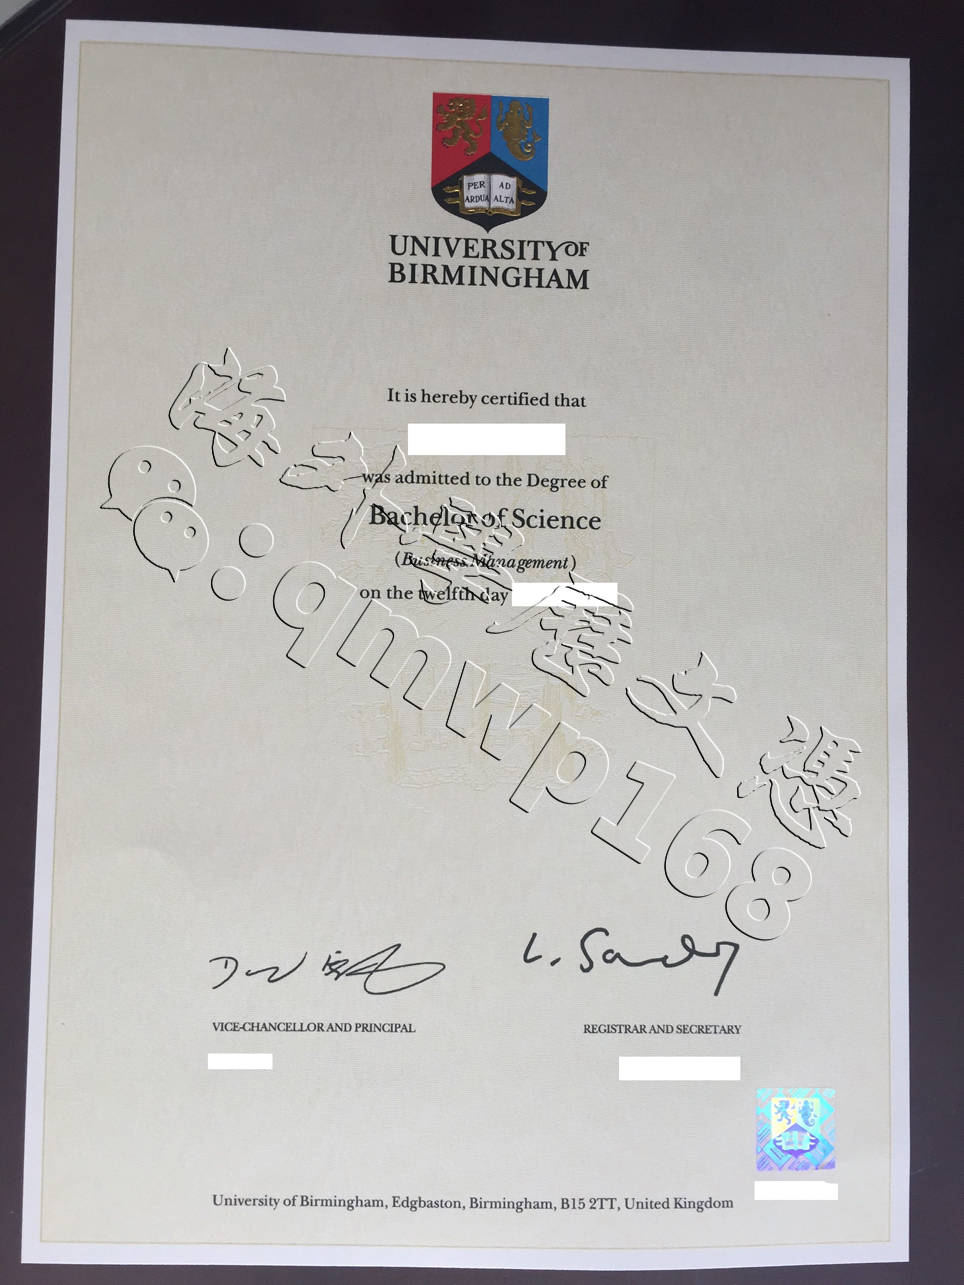 PER AD
ARDUA ALTA
UNIVERSITY OF
BIRMINGHAM
It is hereby certified that
was admitted to the Degree of
Bachelor of Science
(Business Management)
on the twelfth day
:qmwp168
VICE-CHANCELLOR AND PRINCIPAL
REGISTRAR AND SECRETARY
University of Birmingham, Edgbaston, Birmingham, B15 2TT, United Kingdom